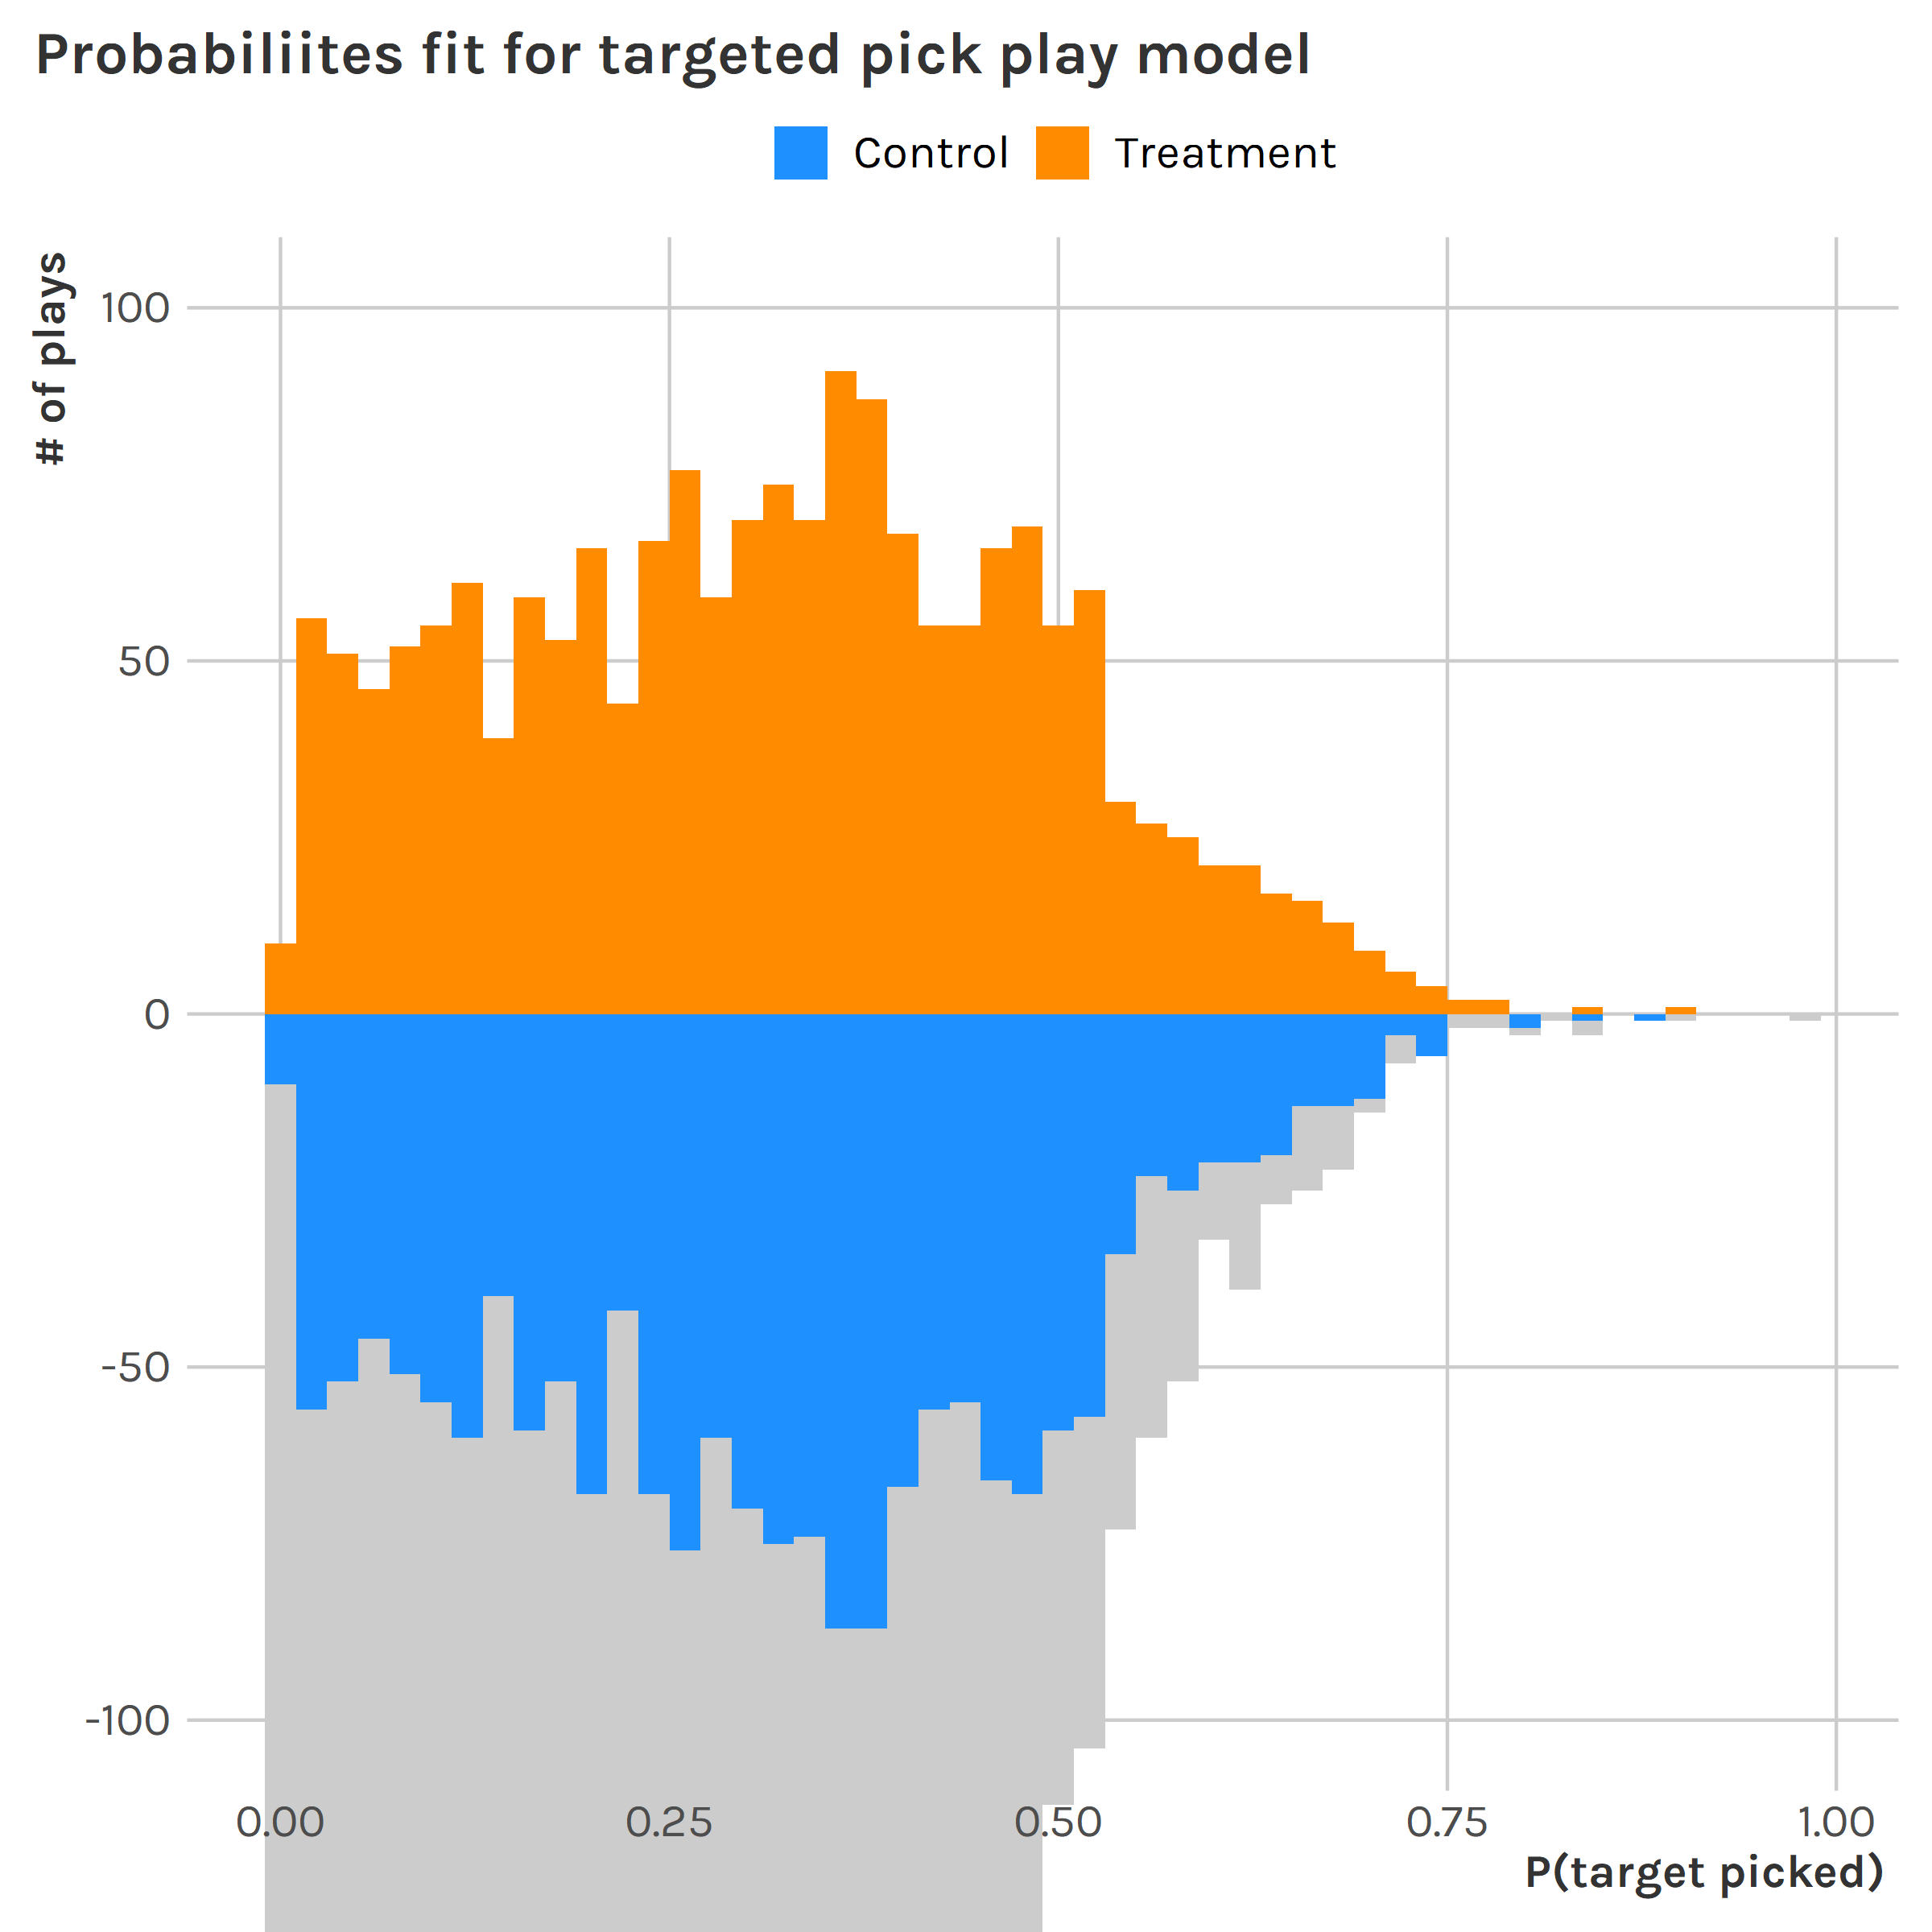 Probabiliites fit for targeted pick play model
Control Treatment
# of plays
100
50
0
-50
-100
0.00 0.25 0.50 0.75 1.00
P(target picked)